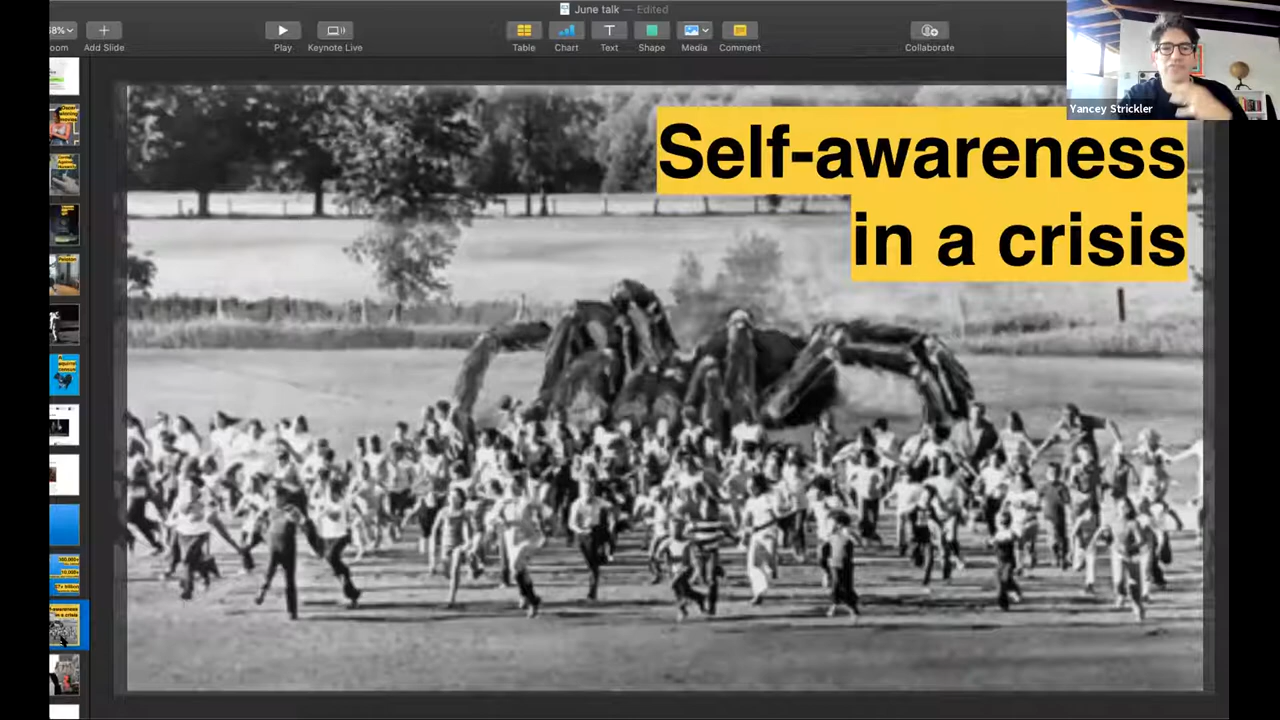 June talk — Edited
Add Slide
Play
Keynote Live
Table
Chart
Text
Shape
Media
Comment
Collaborate
Yancey Strickler
Self-awareness
in a crisis